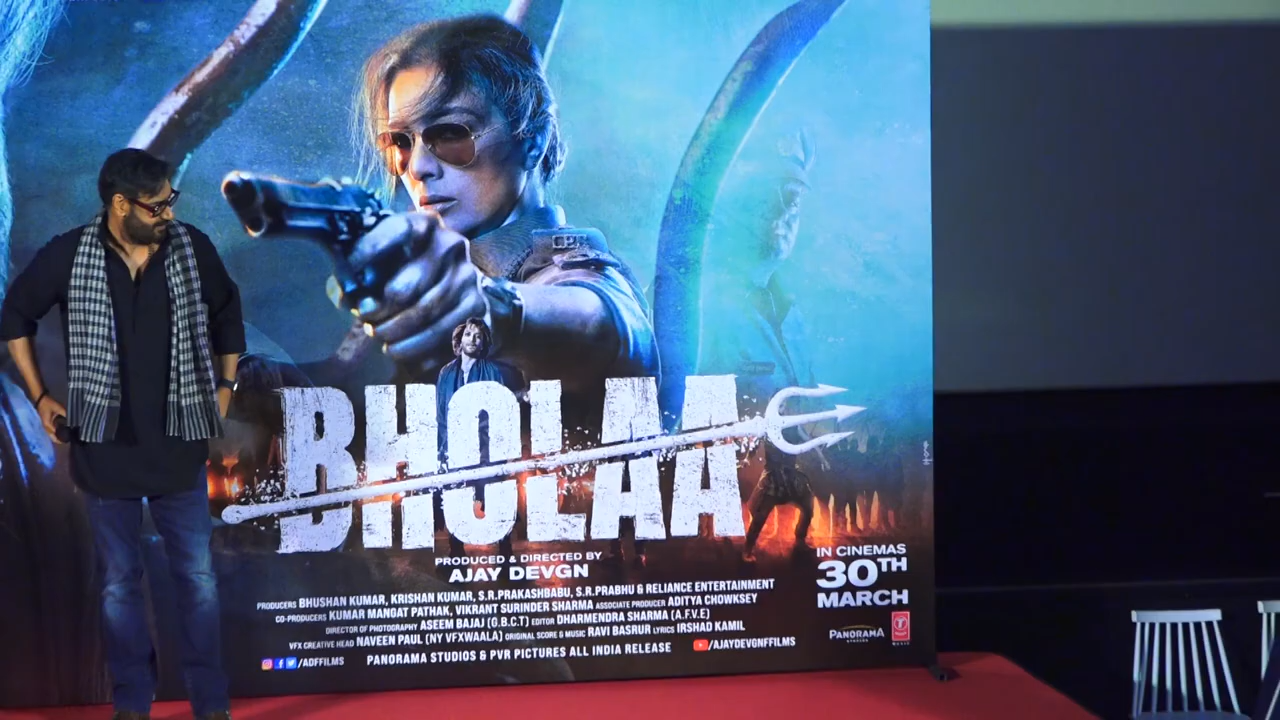 BHOLAA
PRODUCED & DIRECTED BY
AJAY DEVGN
PRODUCERS BHUSHAN KUMAR, KRISHAN KUMAR, S.R.PRAKASHBABU, S.R.PRABHU & RELIANCE ENTERTAINMENT
CO-PRODUCERS KUMAR MANGAT PATHAK, VIKRANT SURINDER SHARMA ASSOCIATE PRODUCER ADITYA CHOWKSEY
DIRECTOR OF PHOTOGRAPHY ASEEM BAJAJ (G.B.C.T) EDITOR DHARMENDRA SHARMA (A.F.V.E)
VFX CREATIVE HEAD NAVEEN PAUL (NY VFXWAALA) ORIGINAL SCORE & MUSIC RAVI BASRUR LYRICS IRSHAD KAMIL
/ADFFILMS PANORAMA STUDIOS & PVR PICTURES ALL INDIA RELEASE /AJAYDEVGNFFILMS
IN CINEMAS
30TH
MARCH
PANORAMA
STUDIOS
T